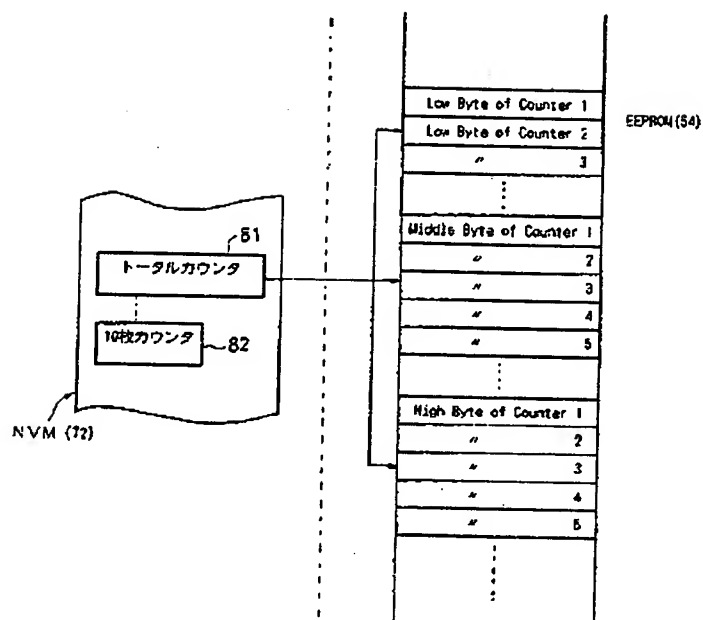 Low Byte of Counter 1
Low Byte of Counter 2
〃 3
EEPROM (54)
Middle Byte of Counter 1
〃 2
〃 3
〃 4
〃 5
High Byte of Counter 1
〃 2
〃 3
〃 4
〃 5
81
トータルカウンタ
10枚カウンタ
82
NVM (72)